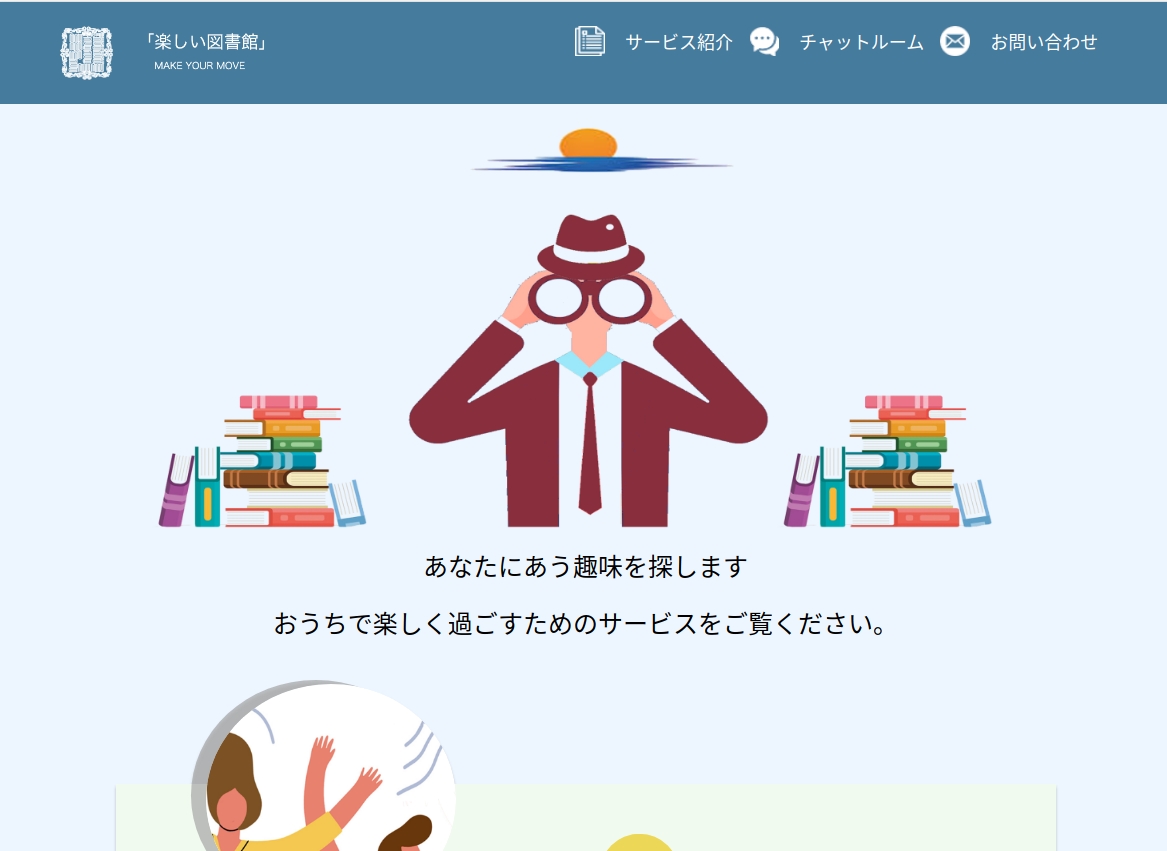 「楽しい図書館」
MAKE YOUR MOVE
サービス紹介
チャットルーム
お問い合わせ
あなたにあう趣味を探します
おうちで楽しく過ごすためのサービスをご覧ください。